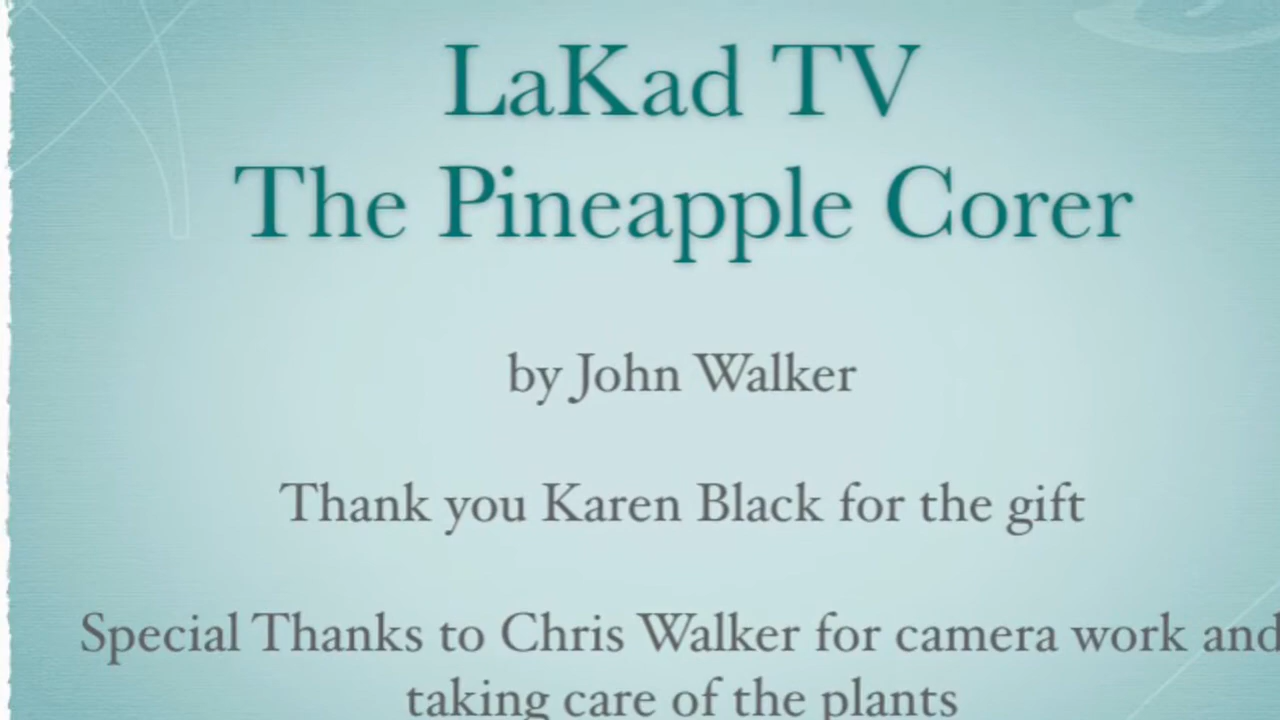 LaKad TV
The Pineapple Corer
by John Walker
Thank you Karen Black for the gift
Special Thanks to Chris Walker for camera work and
taking care of the plants